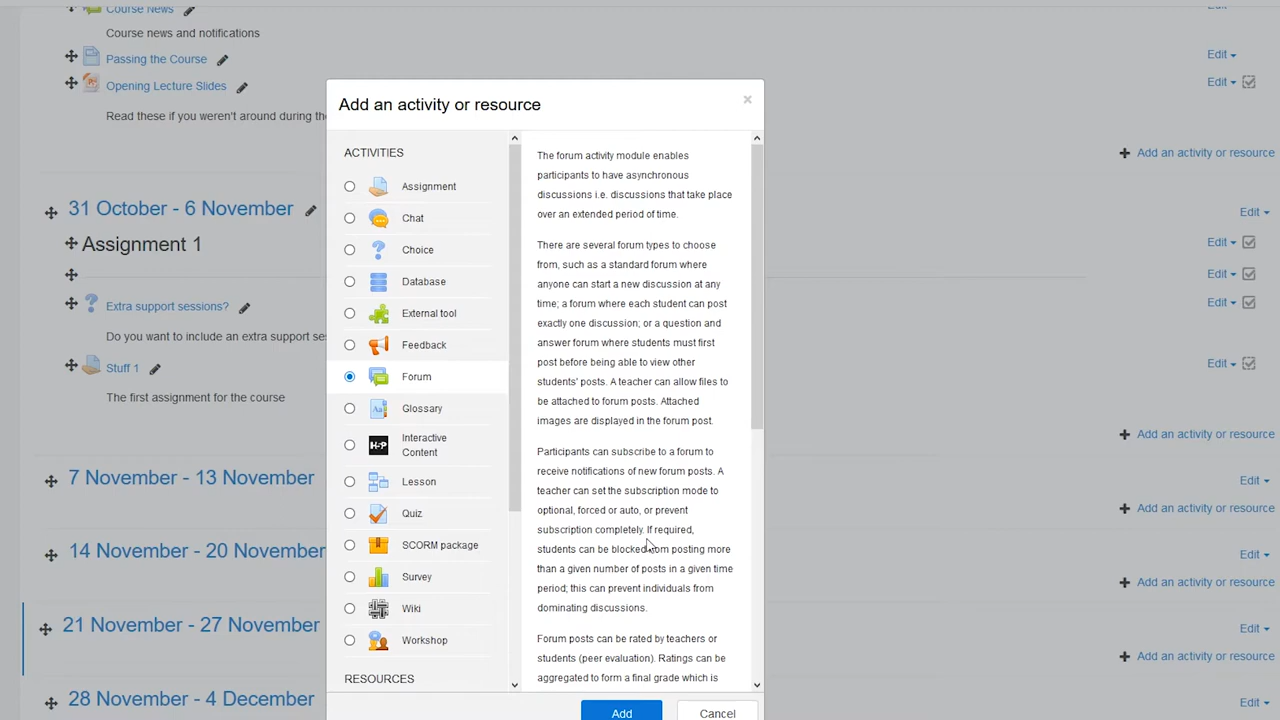 Course News
Edit
Course news and notifications
Passing the Course
Edit
Opening Lecture Slides
Edit
Read these if you weren't around during the
Add an activity or resource
31 October - 6 November
Edit
Assignment 1
Edit
Edit
Extra support sessions?
Edit
Do you want to include an extra support se
Stuff 1
Edit
The first assignment for the course
Add an activity or resource
7 November - 13 November
Edit
Add an activity or resource
14 November - 20 November
Edit
Add an activity or resource
21 November - 27 November
Edit
Add an activity or resource
28 November - 4 December
Edit
Add an activity or resource
ACTIVITIES
Assignment
Chat
Choice
Database
External tool
Feedback
Forum
Glossary
Interactive
Content
H-P
Lesson
Quiz
SCORM package
Survey
Wiki
Workshop
RESOURCES
The forum activity module enables
participants to have asynchronous
discussions i.e. discussions that take place
over an extended period of time.
There are several forum types to choose
from, such as a standard forum where
anyone can start a new discussion at any
time; a forum where each student can post
exactly one discussion; or a question and
answer forum where students must first
post before being able to view other
students' posts. A teacher can allow files to
be attached to forum posts. Attached
images are displayed in the forum post.
Participants can subscribe to a forum to
receive notifications of new forum posts. A
teacher can set the subscription mode to
optional, forced or auto, or prevent
subscription completely. If required,
students can be blocked from posting more
than a given number of posts in a given time
period; this can prevent individuals from
dominating discussions.
Forum posts can be rated by teachers or
students (peer evaluation). Ratings can be
aggregated to form a final grade which is
Add
Cancel